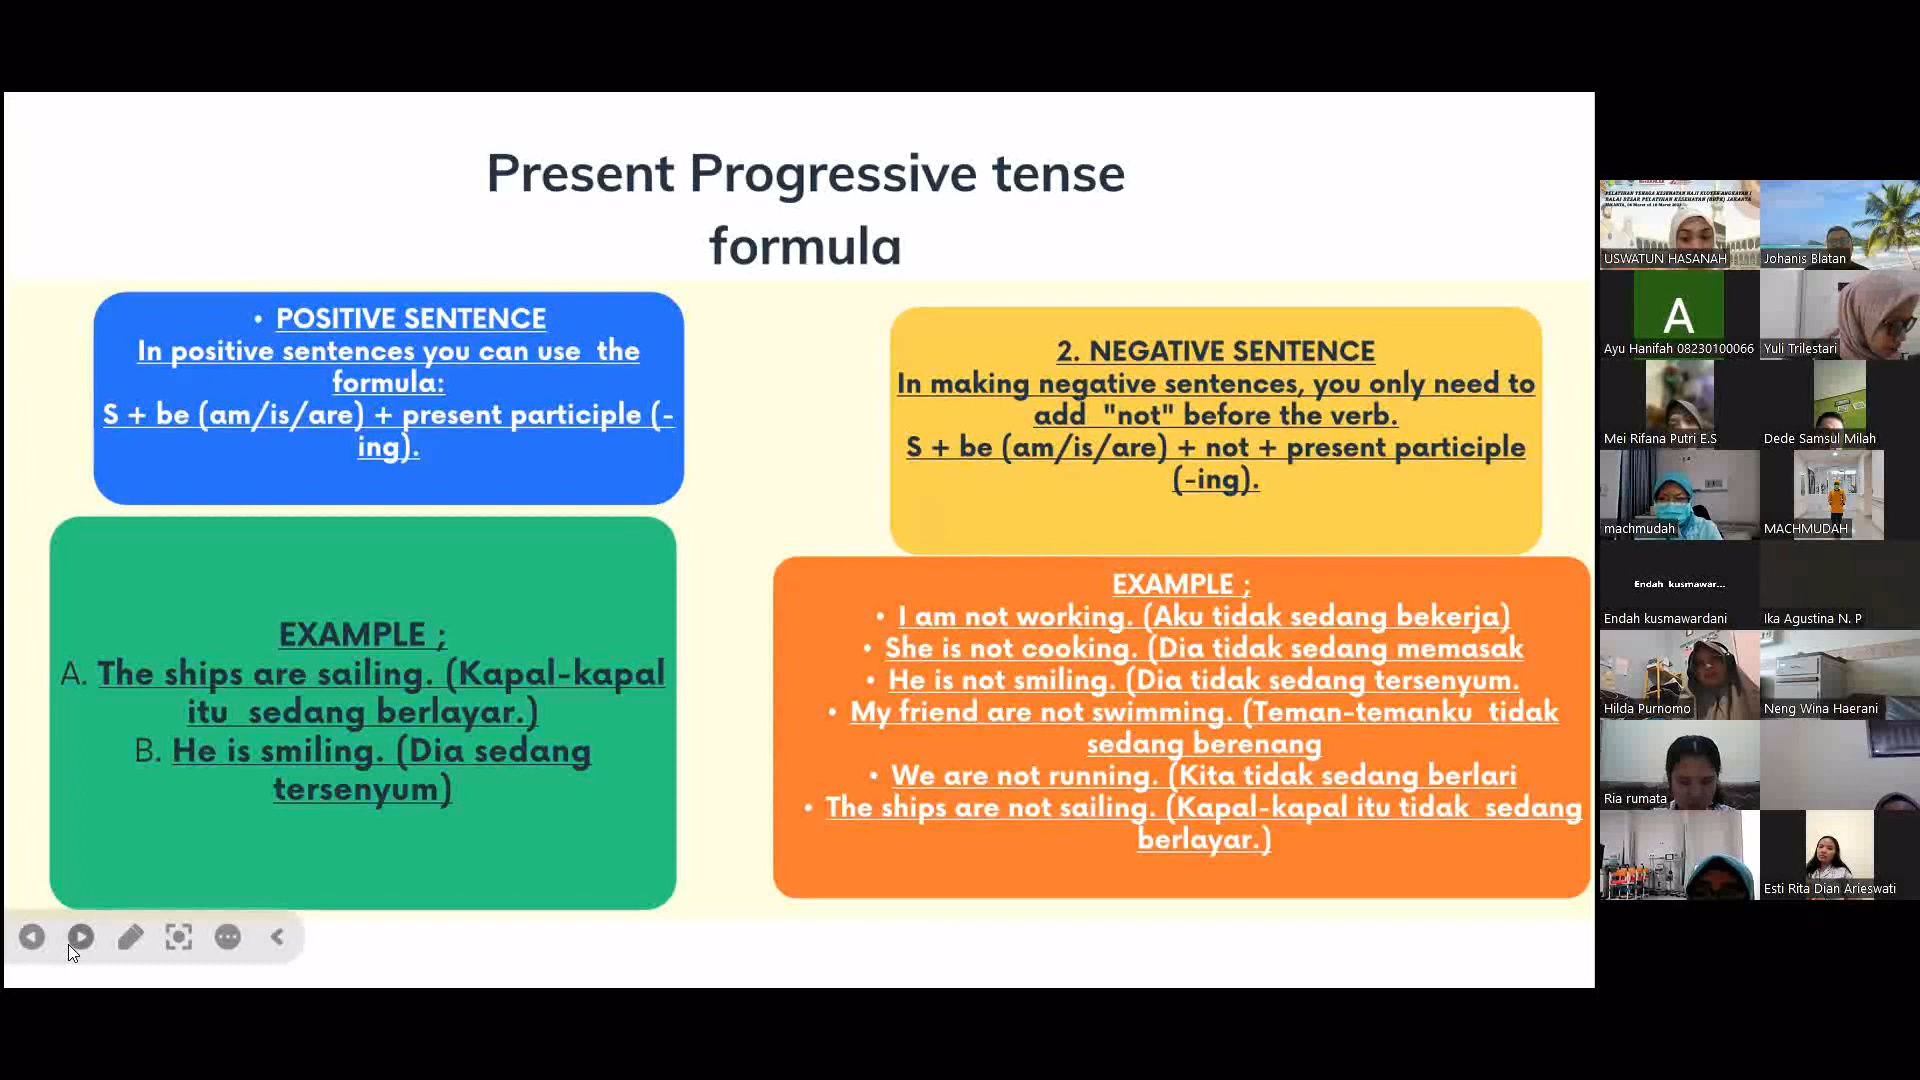 Present Progressive tense
formula
• POSITIVE SENTENCE
In positive sentences you can use the
formula:
S + be (am/is/are) + present participle (-
ing).
2. NEGATIVE SENTENCE
In making negative sentences, you only need to
add "not" before the verb.
S + be (am/is/are) + not + present participle
(-ing).
EXAMPLE ;
A. The ships are sailing. (Kapal-kapal
itu sedang berlayar.)
B. He is smiling. (Dia sedang
tersenyum)
EXAMPLE ;
• I am not working. (Aku tidak sedang bekerja)
• She is not cooking. (Dia tidak sedang memasak
• He is not smiling. (Dia tidak sedang tersenyum.
• My friend are not swimming. (Teman-temanku tidak
sedang berenang
• We are not running. (Kita tidak sedang berlari
• The ships are not sailing. (Kapal-kapal itu tidak sedang
berlayar.)
USWATUN HASANAH
Johanis Blatan
A
Ayu Hanifah 08230100066
Yuli Trilestari
Mei Rifana Putri E.S
Dede Samsul Milah
machmudah
MACHMUDAH
Endah kusmawar...
Endah kusmawardani
Ika Agustina N. P
Hilda Purnomo
Neng Wina Haerani
Ria rumata
Esti Rita Dian Arieswati